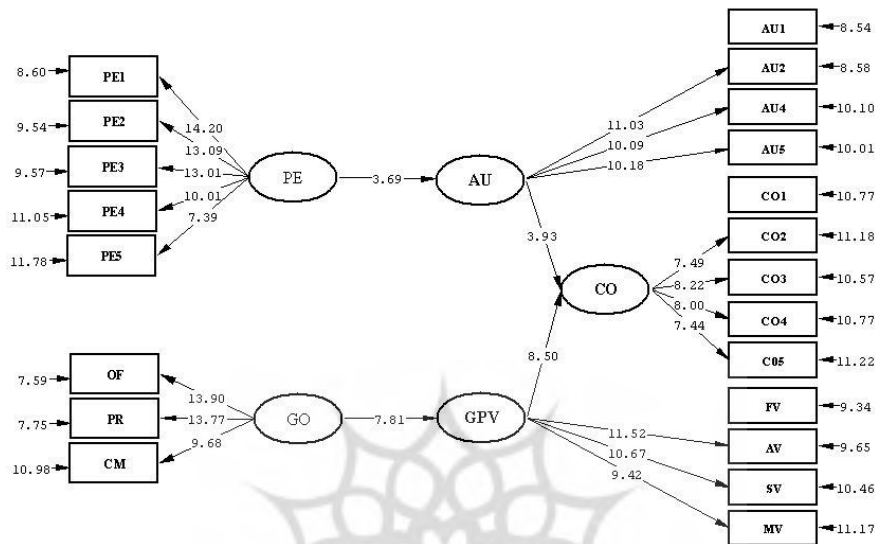 8.60 PE1
9.54 PE2
9.57 PE3
11.05 PE4
11.78 PE5
14.20
13.09
13.01
10.01
7.39
PE
3.69
AU
11.03
10.09
10.18
AU1 8.54
AU2 8.58
AU4 10.10
AU5 10.01
3.93
CO
7.49
8.22
8.00
7.44
CO1 10.77
CO2 11.18
CO3 10.57
CO4 10.77
C05 11.22
8.50
7.59 OF
7.75 PR
10.98 CM
13.90
13.77
9.68
GO
7.81
GPV
11.52
10.67
9.42
FV 9.34
AV 9.65
SV 10.46
MV 11.17